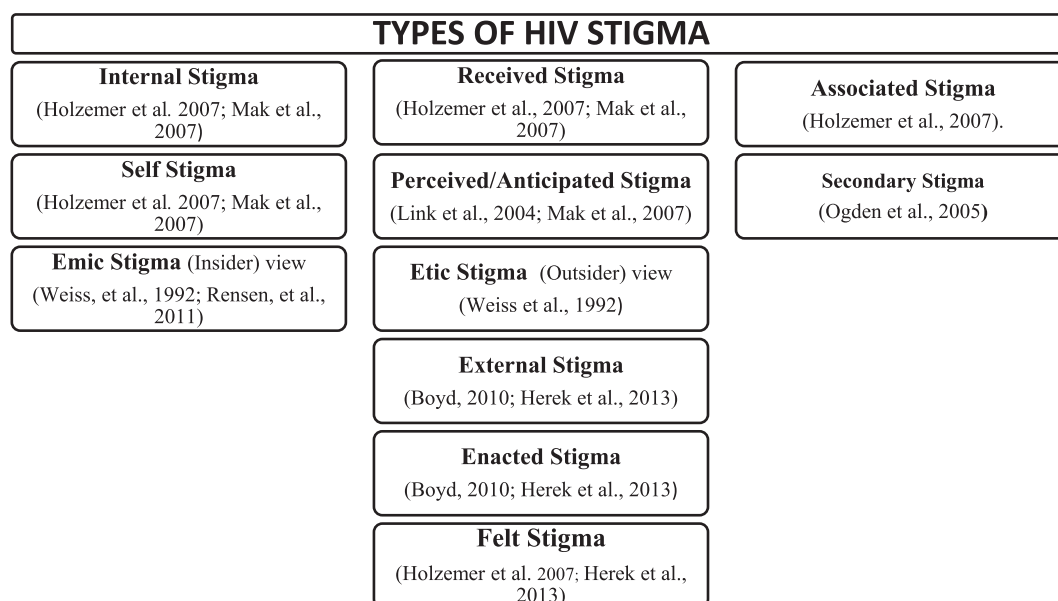 TYPES OF HIV STIGMA
Internal Stigma
(Holzemer et al. 2007; Mak et al.,
2007)
Self Stigma
(Holzemer et al. 2007; Mak et al.,
2007)
Emic Stigma (Insider) view
(Weiss, et al., 1992; Rensen, et al.,
2011)
Received Stigma
(Holzemer et al., 2007; Mak et al.,
2007)
Perceived/Anticipated Stigma
(Link et al., 2004; Mak et al., 2007)
Etic Stigma (Outsider) view
(Weiss et al., 1992)
External Stigma
(Boyd, 2010; Herek et al., 2013)
Enacted Stigma
(Boyd, 2010; Herek et al., 2013)
Felt Stigma
(Holzemer et al. 2007; Herek et al.,
2013)
Associated Stigma
(Holzemer et al., 2007).
Secondary Stigma
(Ogden et al., 2005)